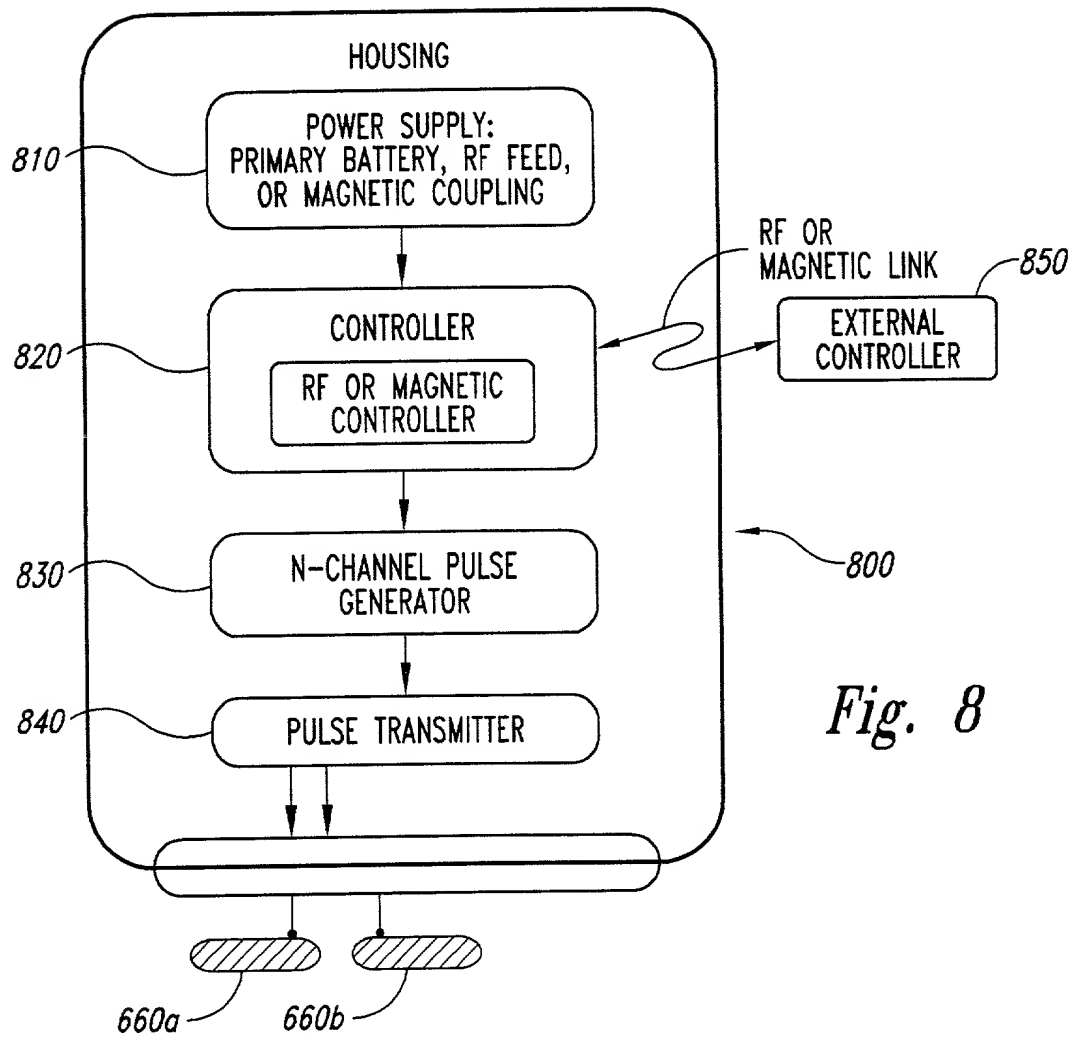 HOUSING
810
POWER SUPPLY:
PRIMARY BATTERY, RF FEED,
OR MAGNETIC COUPLING
RF OR
MAGNETIC LINK
850
820
CONTROLLER
RF OR MAGNETIC
CONTROLLER
EXTERNAL
CONTROLLER
830
N-CHANNEL PULSE
GENERATOR
800
840
PULSE TRANSMITTER
Fig. 8
660a
660b